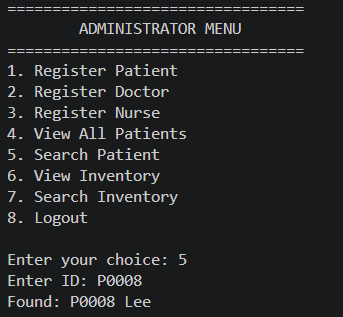 =================================
ADMINISTRATOR MENU
=================================
1. Register Patient
2. Register Doctor
3. Register Nurse
4. View All Patients
5. Search Patient
6. View Inventory
7. Search Inventory
8. Logout
Enter your choice: 5
Enter ID: P0008
Found: P0008 Lee